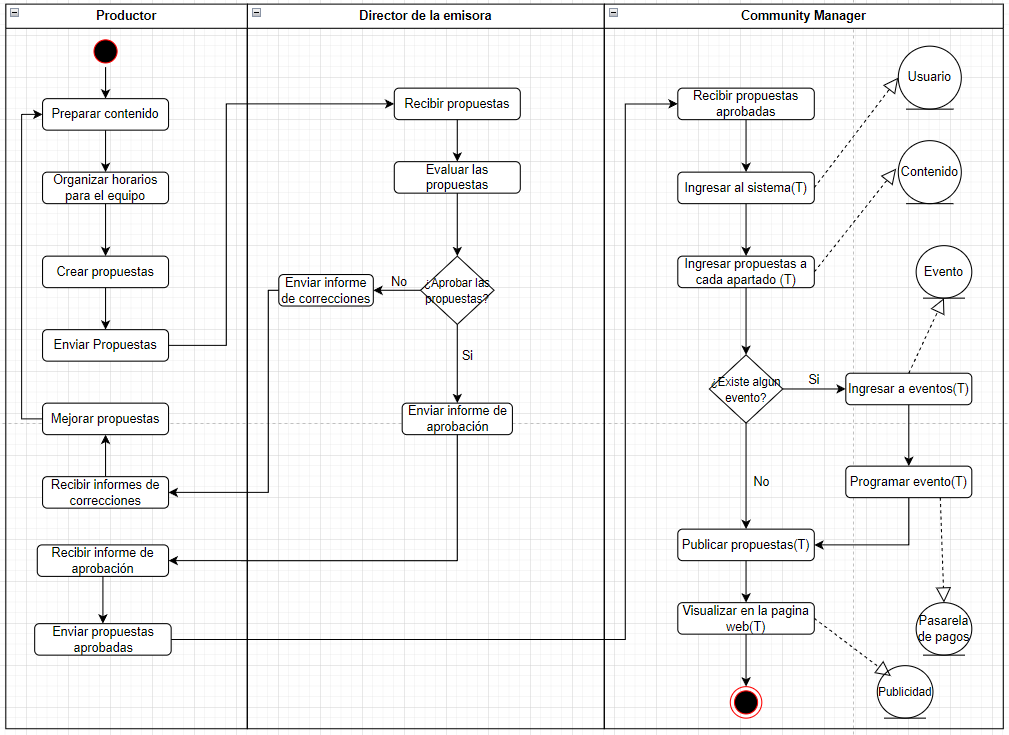 Productor
Director de la emisora
Community Manager
Preparar contenido
Organizar horarios
para el equipo
Crear propuestas
Enviar Propuestas
Mejorar propuestas
Recibir informes de
correcciones
Recibir informe de
aprobación
Enviar propuestas
aprobadas
Recibir propuestas
Evaluar las
propuestas
¿Aprobar las
propuestas?
No
Enviar informe
de correcciones
Si
Enviar informe de
aprobación
Recibir propuestas
aprobadas
Ingresar al sistema(T)
Ingresar propuestas a
cada apartado (T)
¿Existe algún
evento?
Si
Ingresar a eventos(T)
No
Programar evento(T)
Publicar propuestas(T)
Visualizar en la pagina
web(T)
Usuario
Contenido
Evento
Pasarela
de pagos
Publicidad